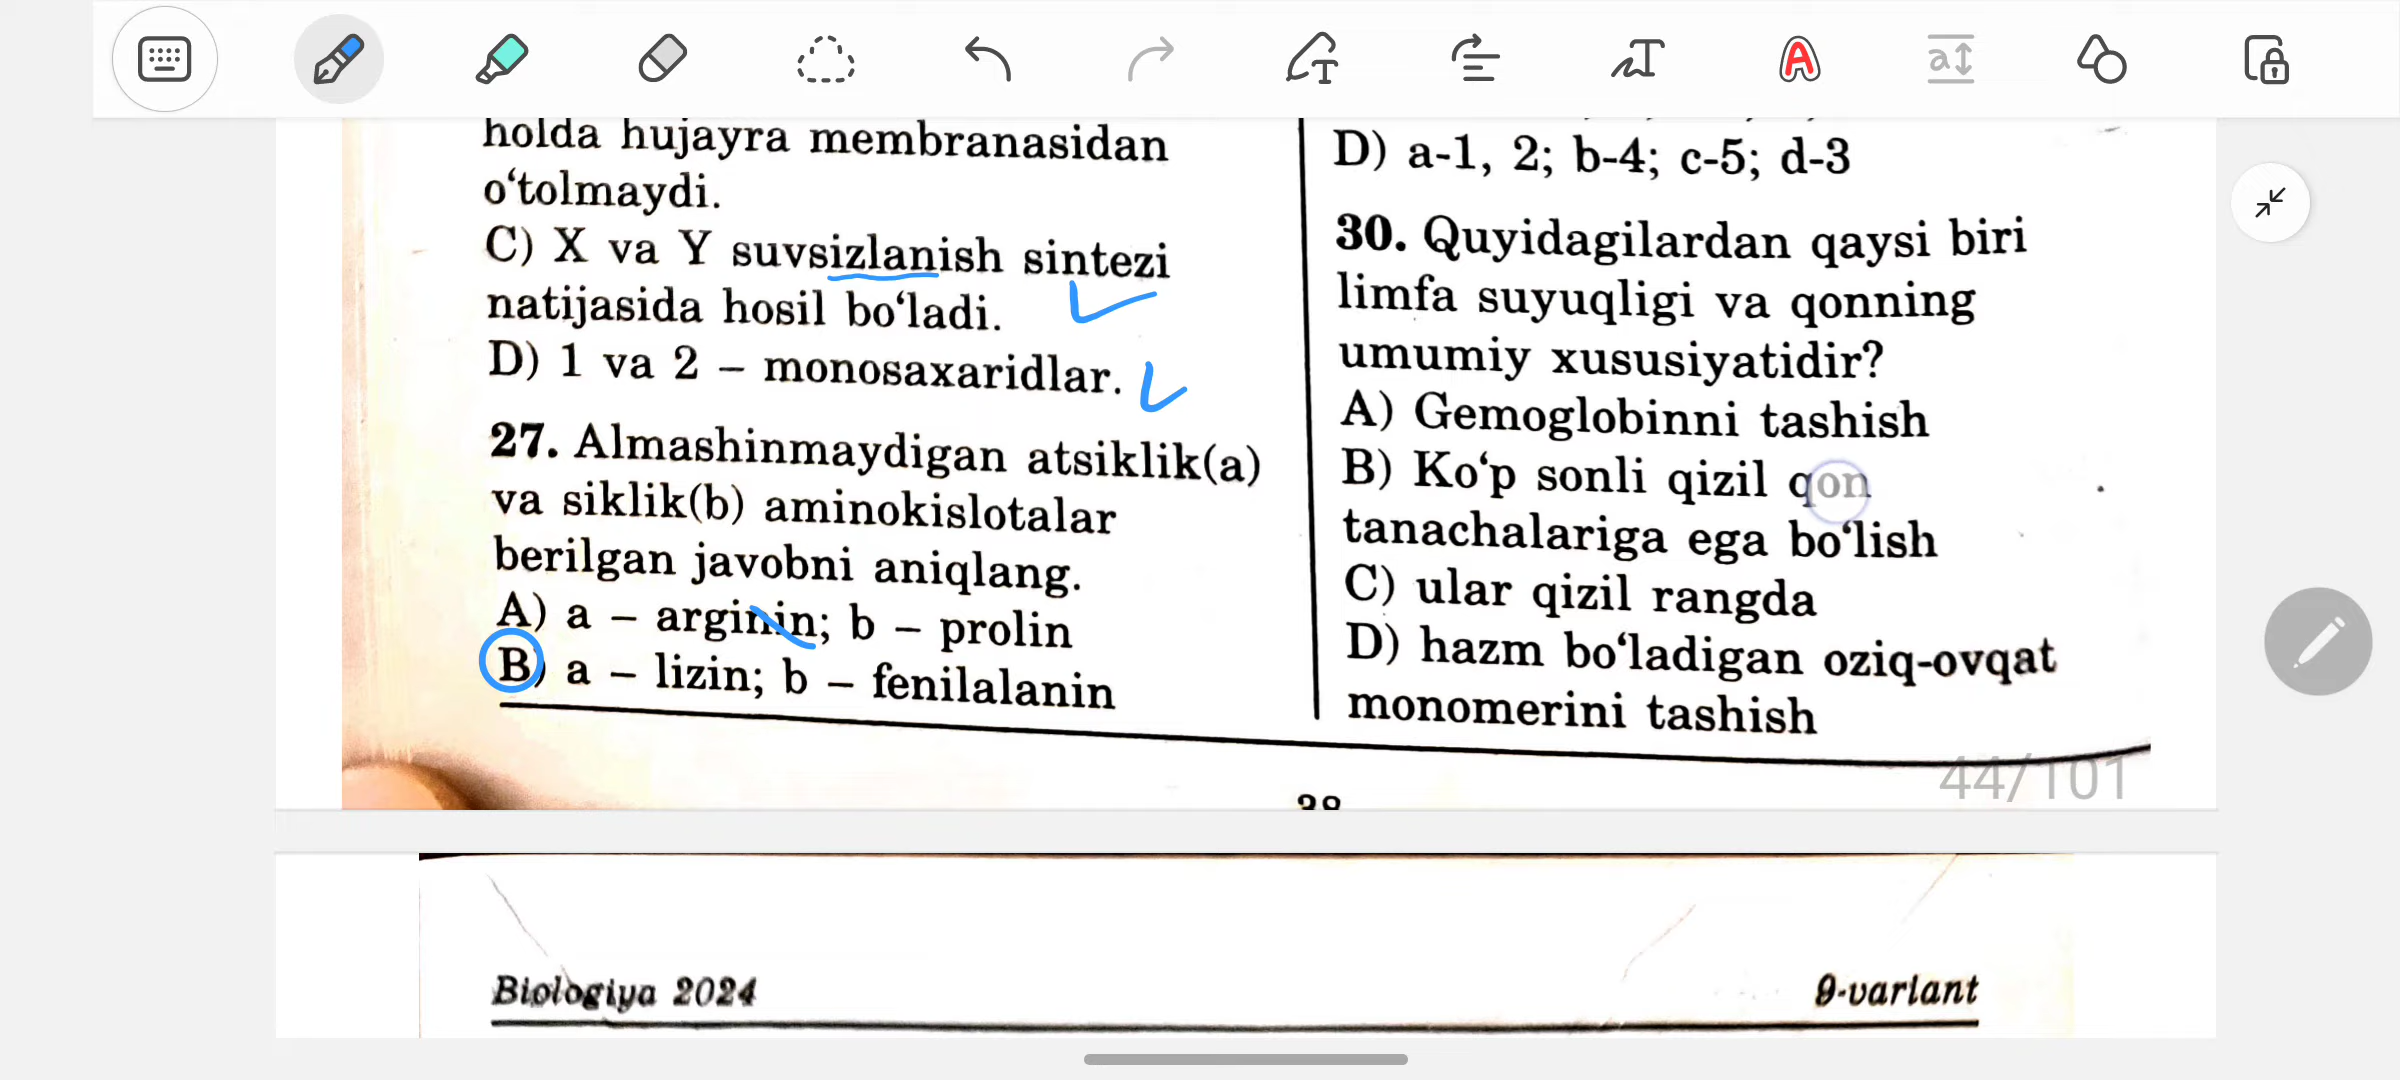 holda hujayra membranasidan
o‘tolmaydi.
C) X va Y suvsizlanish sintezi
natijasida hosil bo‘ladi.
D) 1 va 2 – monosaxaridlar.
27. Almashinmaydigan atsiklik(a)
va siklik(b) aminokislotalar
berilgan javobni aniqlang.
A) a – arginin; b – prolin
B) a – lizin; b – fenilalanin
D) a-1, 2; b-4; c-5; d-3
30. Quyidagilardan qaysi biri
limfa suyuqligi va qonning
umumiy xususiyatidir?
A) Gemoglobinni tashish
B) Ko‘p sonli qizil qon
tanachalariga ega bo‘lish
C) ular qizil rangda
D) hazm bo‘ladigan oziq-ovqat
monomerini tashish
44/101
Biologiya 2024
9-variant